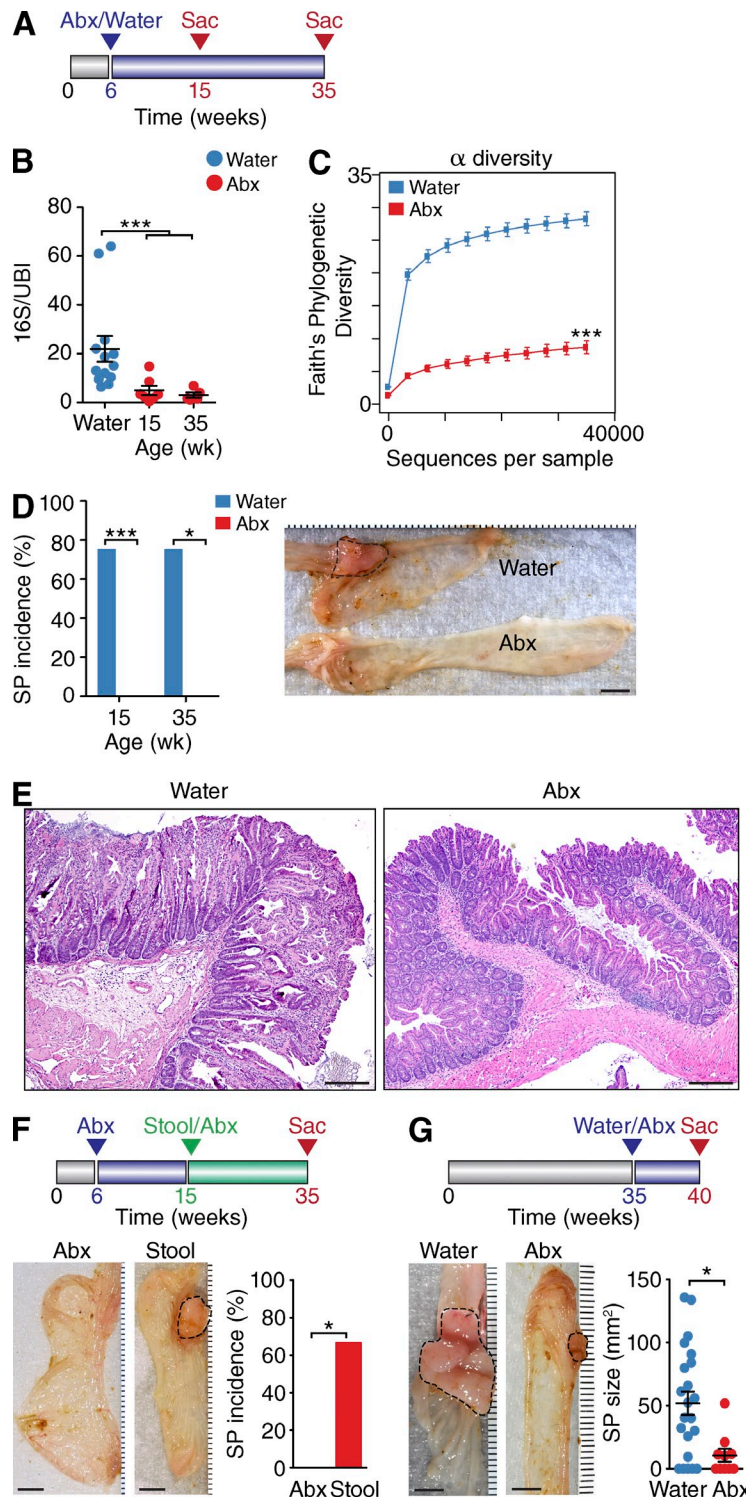 A
Abx/Water Sac Sac
0 6 15 35
Time (weeks)
B
Water
Abx
80
60
40
20
0
16S/UBI
***
Water 15 35
Age (wk)
C
α diversity
35
0
Faith's Phylogenetic
Diversity
Water
Abx
***
0 40000
Sequences per sample
D
Water
Abx
100
80
60
40
20
0
SP incidence (%)
*** *
15 35
Age (wk)
Water
Abx
E
Water Abx
F
Abx Stool/Abx Sac
0 6 15 35
Time (weeks)
Abx Stool
100
80
60
40
20
0
SP incidence (%)
*
Abx Stool
G
Water/Abx Sac
0 35 40
Time (weeks)
Water Abx
150
100
50
0
SP size (mm²)
*
Water Abx